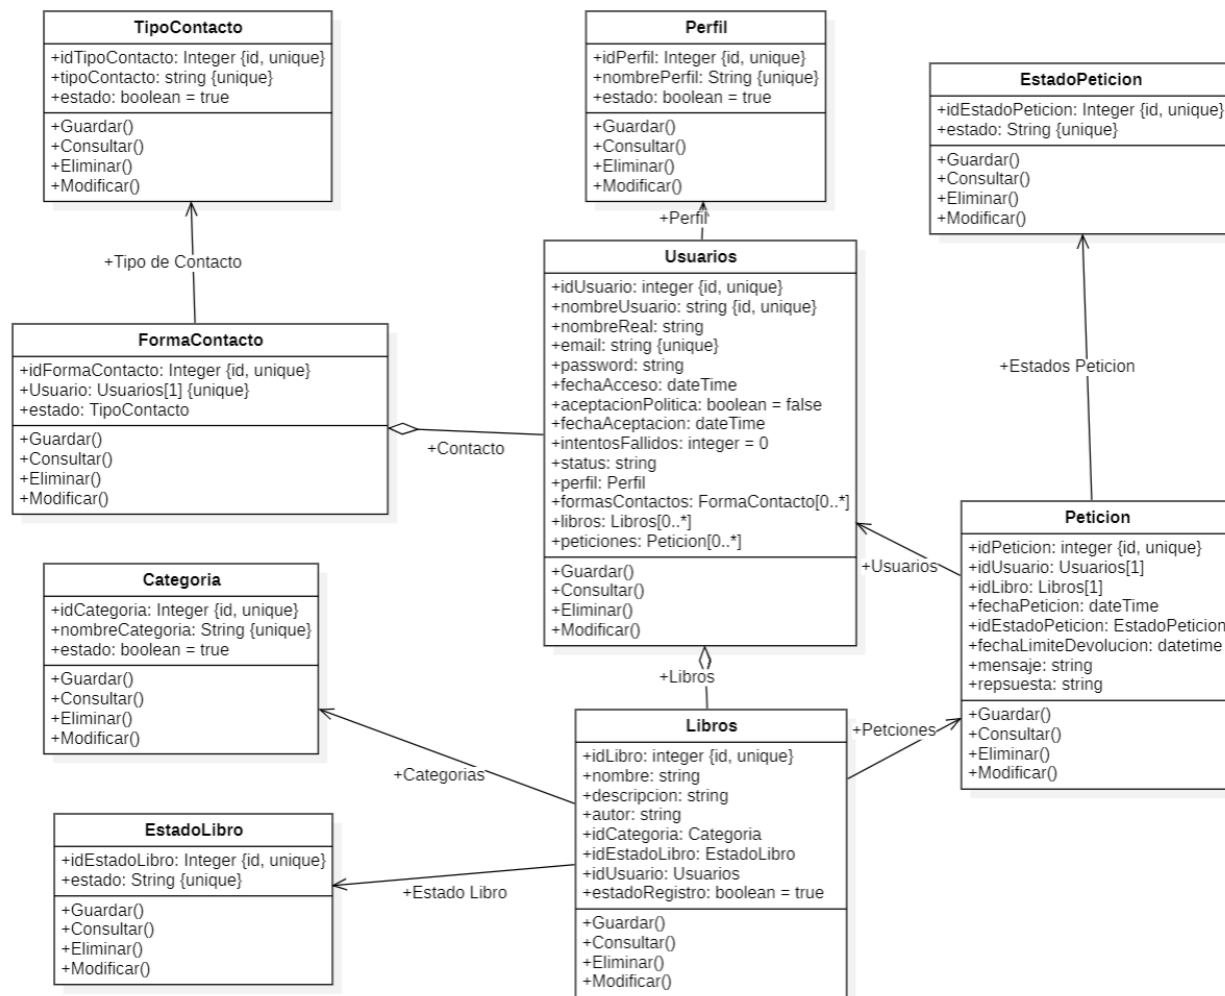 TipoContacto
+idTipoContacto: Integer {id, unique}
+tipoContacto: string {unique}
+estado: boolean = true
+Guardar()
+Consultar()
+Eliminar()
+Modificar()
Perfil
+idPerfil: Integer {id, unique}
+nombrePerfil: String {unique}
+estado: boolean = true
+Guardar()
+Consultar()
+Eliminar()
+Modificar()
EstadoPeticion
+idEstadoPeticion: Integer {id, unique}
+estado: String {unique}
+Guardar()
+Consultar()
+Eliminar()
+Modificar()
+Perfil
+Tipo de Contacto
Usuarios
+idUsuario: integer {id, unique}
+nombreUsuario: string {id, unique}
+nombreReal: string
+email: string {unique}
+password: string
+fechaAcceso: dateTime
+aceptacionPolitica: boolean = false
+fechaAceptacion: dateTime
+intentosFallidos: integer = 0
+status: string
+perfil: Perfil
+formasContactos: FormaContacto[0..*]
+libros: Libros[0..*]
+peticiones: Peticion[0..*]
+Guardar()
+Consultar()
+Eliminar()
+Modificar()
FormaContacto
+idFormaContacto: Integer {id, unique}
+Usuario: Usuarios[1] {unique}
+estado: TipoContacto
+Guardar()
+Consultar()
+Eliminar()
+Modificar()
+Contacto
+Estados Peticion
Peticion
+idPeticion: integer {id, unique}
+idUsuario: Usuarios[1]
+idLibro: Libros[1]
+fechaPeticion: dateTime
+idEstadoPeticion: EstadoPeticion
+fechaLimiteDevolucion: datetime
+mensaje: string
+repsuesta: string
+Guardar()
+Consultar()
+Eliminar()
+Modificar()
+Usuarios
Categoria
+idCategoria: Integer {id, unique}
+nombreCategoria: String {unique}
+estado: boolean = true
+Guardar()
+Consultar()
+Eliminar()
+Modificar()
+Libros
+Petciones
Libros
+idLibro: integer {id, unique}
+nombre: string
+descripcion: string
+autor: string
+idCategoria: Categoria
+idEstadoLibro: EstadoLibro
+idUsuario: Usuarios
+estadoRegistro: boolean = true
+Guardar()
+Consultar()
+Eliminar()
+Modificar()
+Categorias
EstadoLibro
+idEstadoLibro: Integer {id, unique}
+estado: String {unique}
+Guardar()
+Consultar()
+Eliminar()
+Modificar()
+Estado Libro